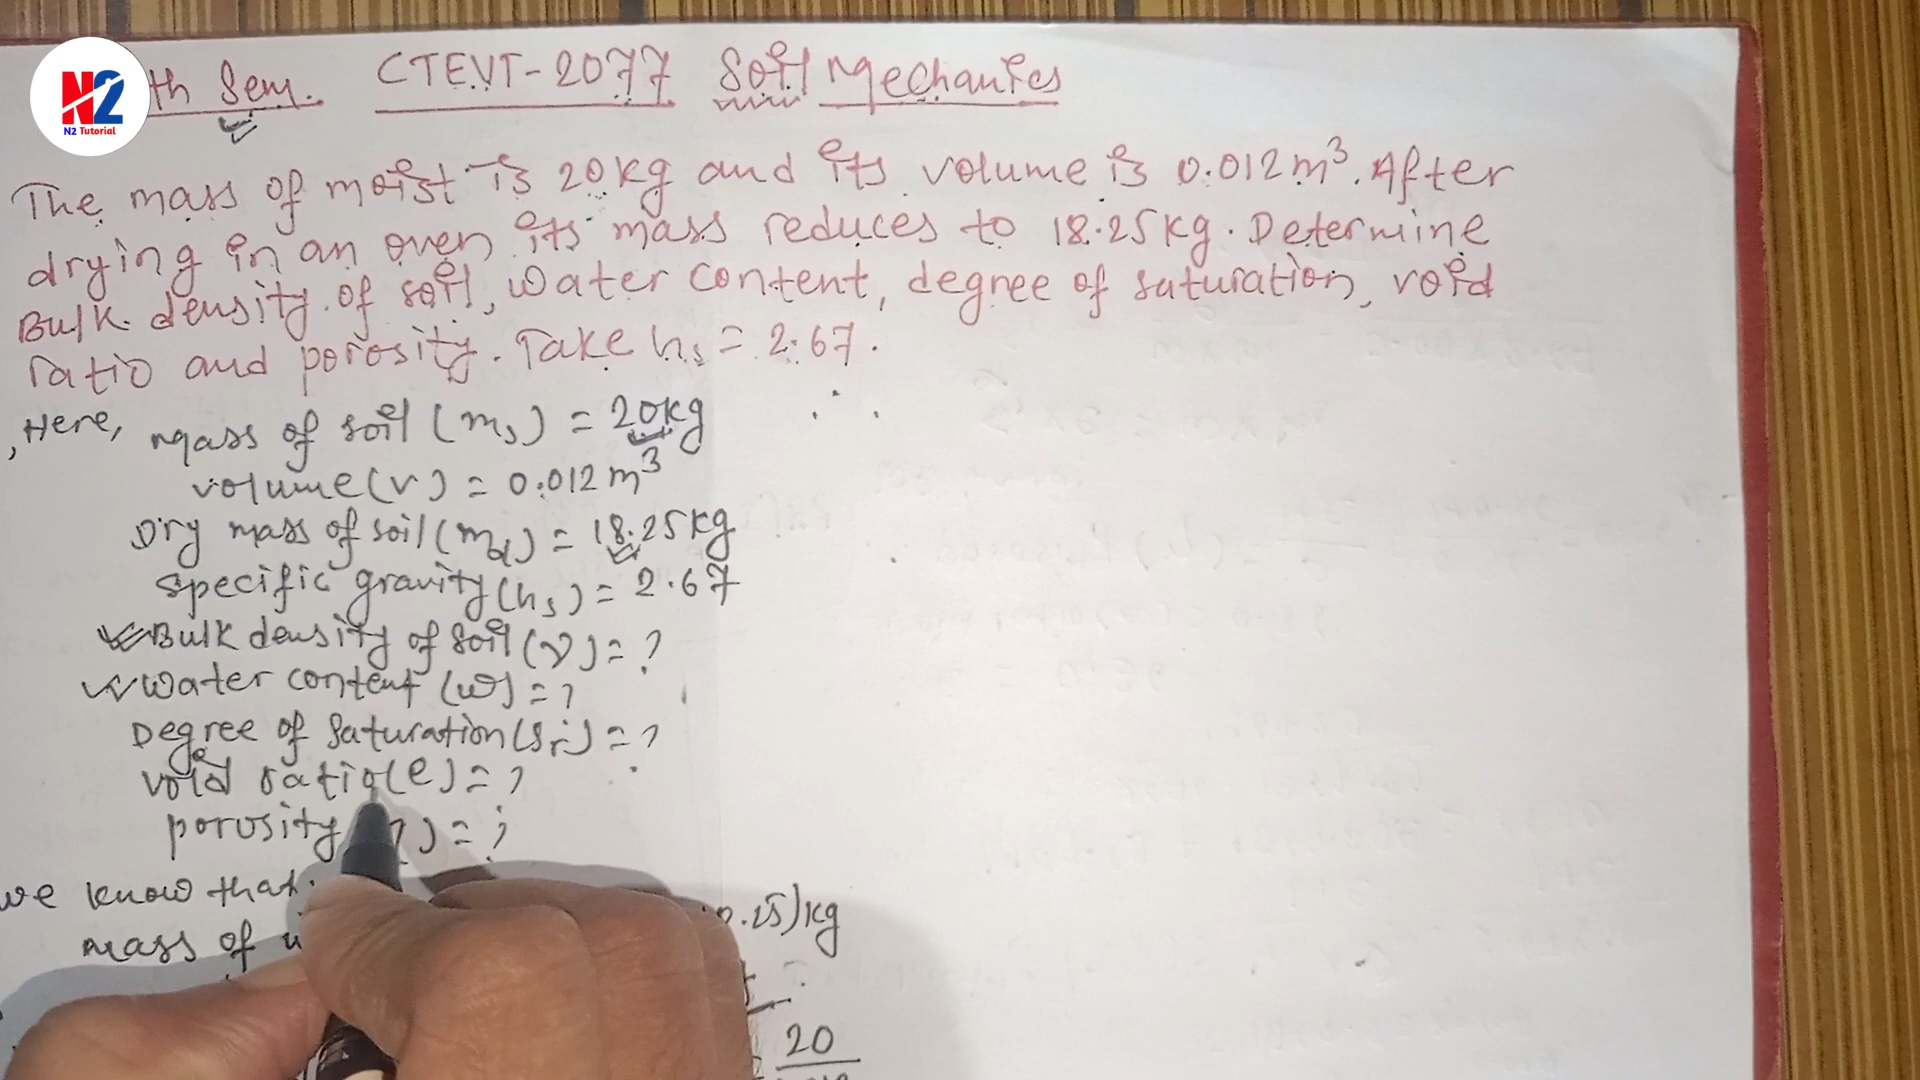 N2
N2 Tutorial
th Sem. CTEVT-2077 Soil Mechanics
The mass of moist is 20kg and its volume is 0.012m³. After
drying in an oven its mass reduces to 18.25kg. Determine
Bulk density of soil, water content, degree of saturation, void
ratio and porosity. Take Gs = 2.67.
Here, mass of soil (ms) = 20kg
volume (v) = 0.012 m³
Dry mass of soil (md) = 18.25kg
specific gravity (Gs) = 2.67
Bulk density of soil (γ) = ?
water content (w) = ?
Degree of saturation (Sr) = ?
void ratio (e) = ?
porosity η) = ?
we know that
mass of .25) kg
20